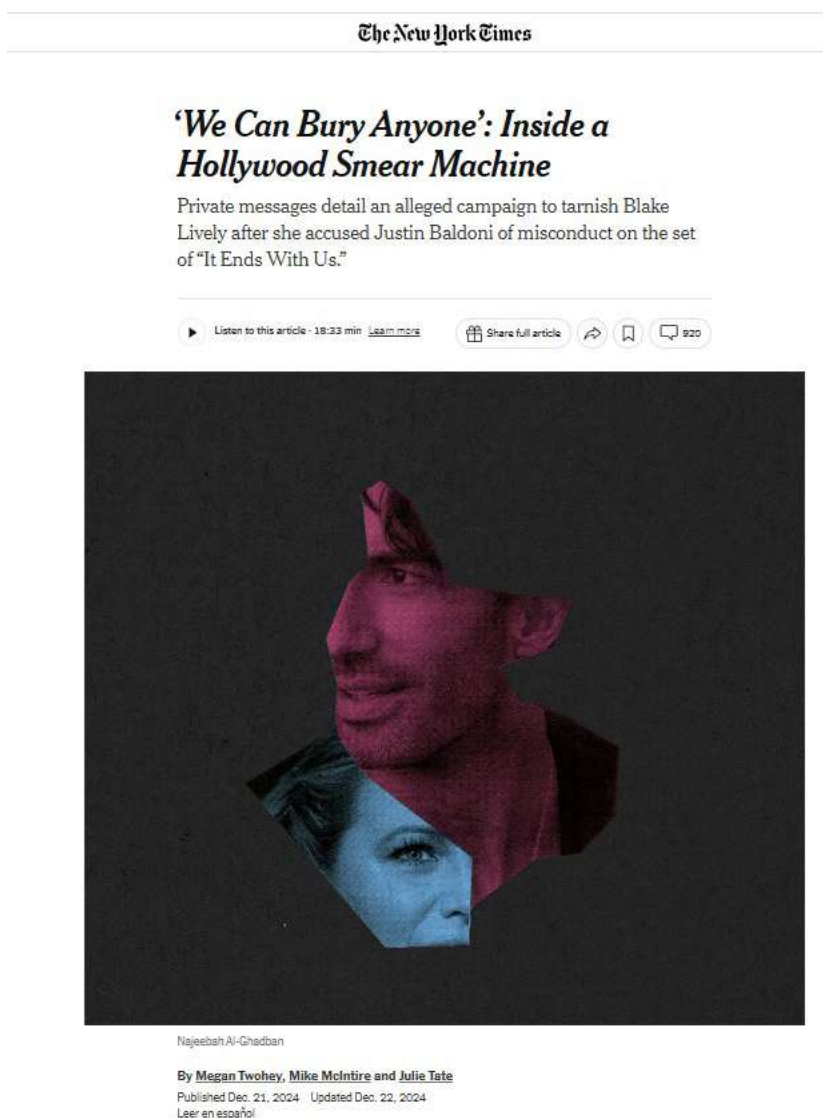 The New York Times
‘We Can Bury Anyone’: Inside a
Hollywood Smear Machine
Private messages detail an alleged campaign to tarnish Blake
Lively after she accused Justin Baldoni of misconduct on the set
of “It Ends With Us.”
Listen to this article · 18:33 min Learn more Share full article 920
Najeebah Al-Ghadban
By Megan Twohey, Mike McIntire and Julie Tate
Published Dec. 21, 2024 Updated Dec. 22, 2024
Leer en español